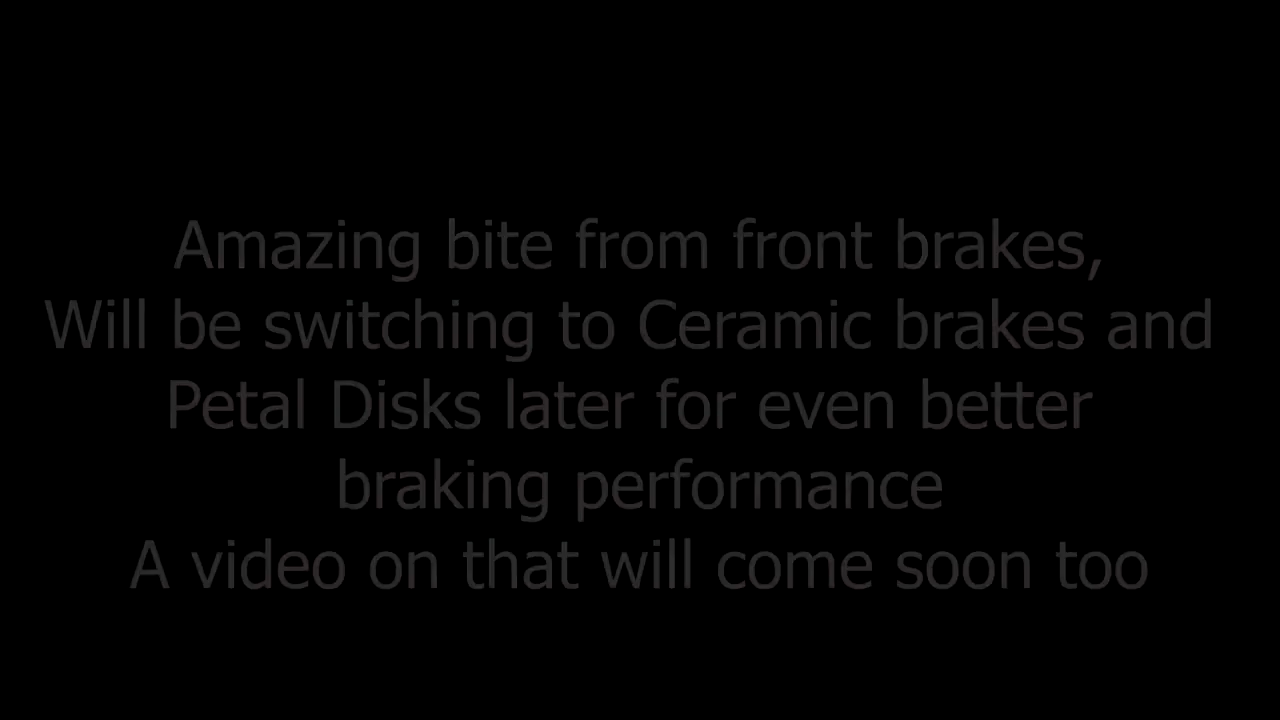 Amazing bite from front brakes,
Will be switching to Ceramic brakes and
Petal Disks later for even better
braking performance
A video on that will come soon too